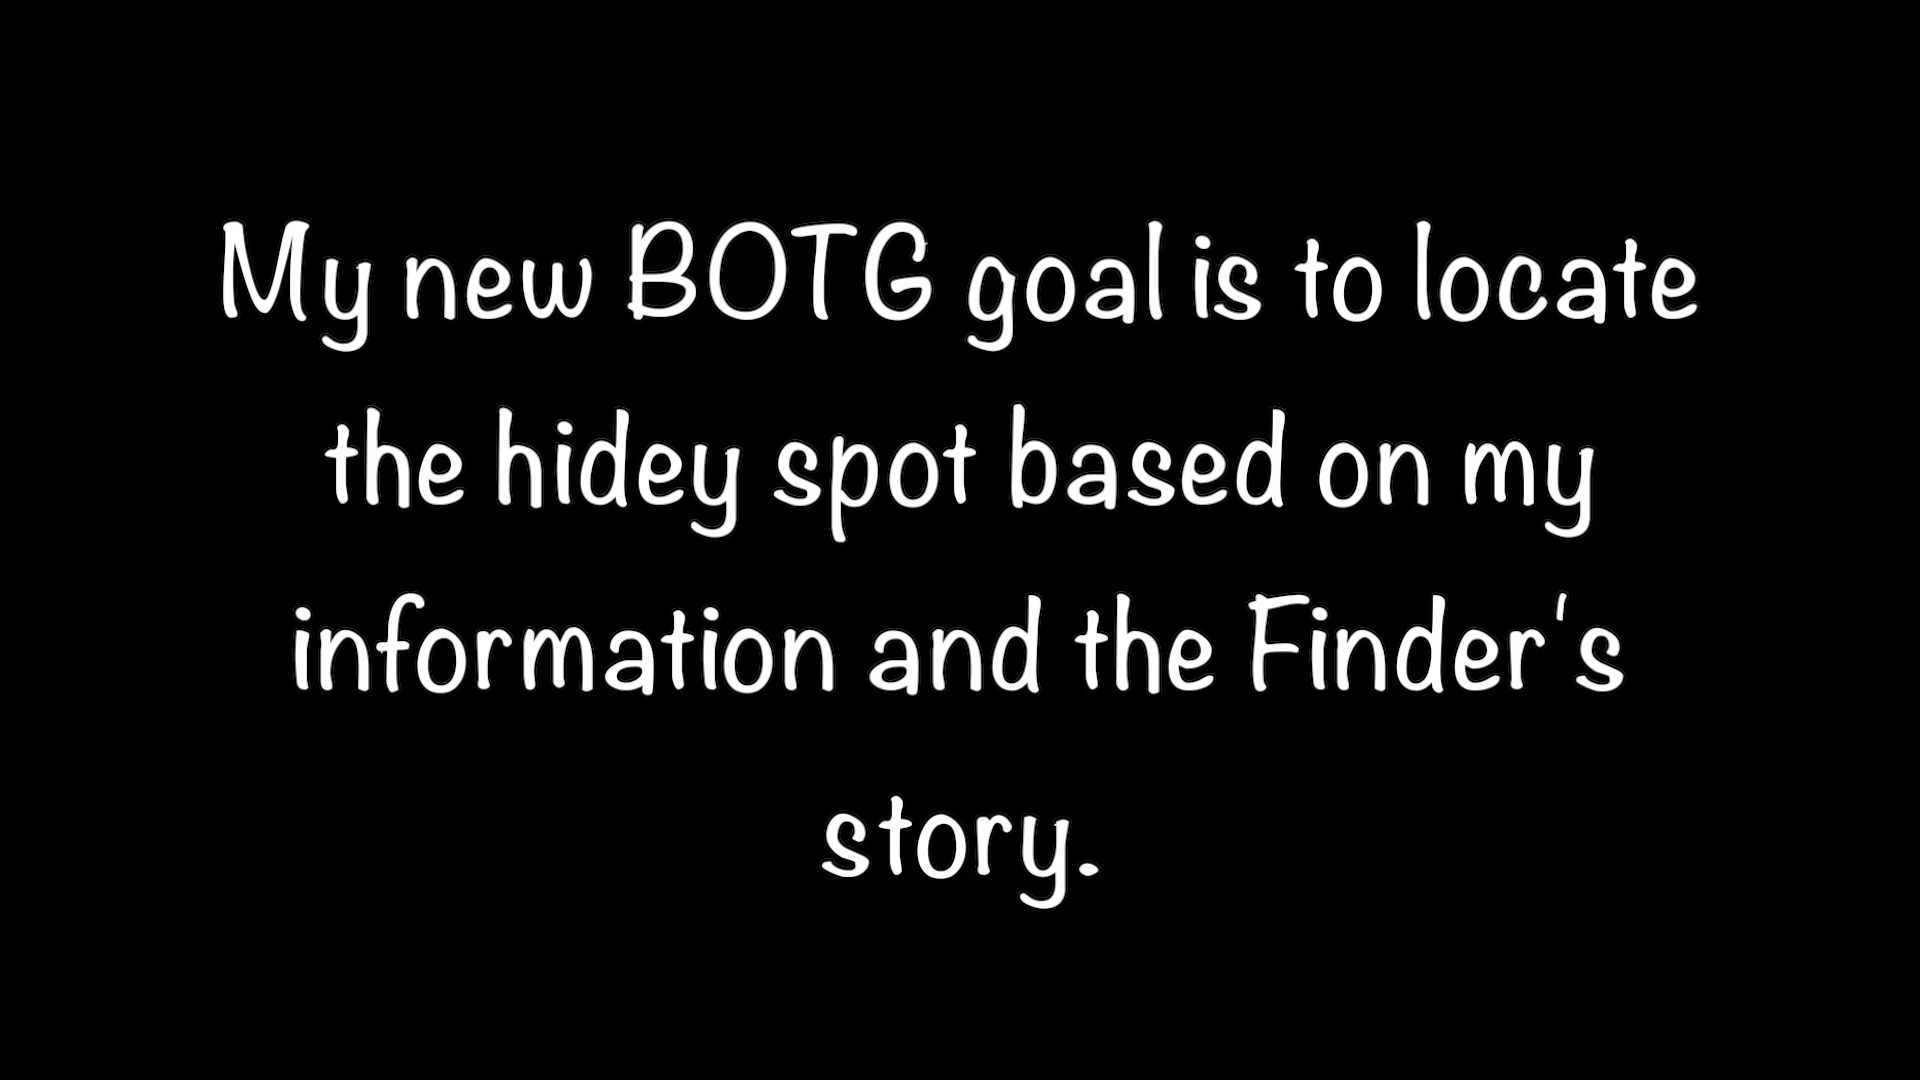 My new BOTG goal is to locate
the hidey spot based on my
information and the Finder's
story.